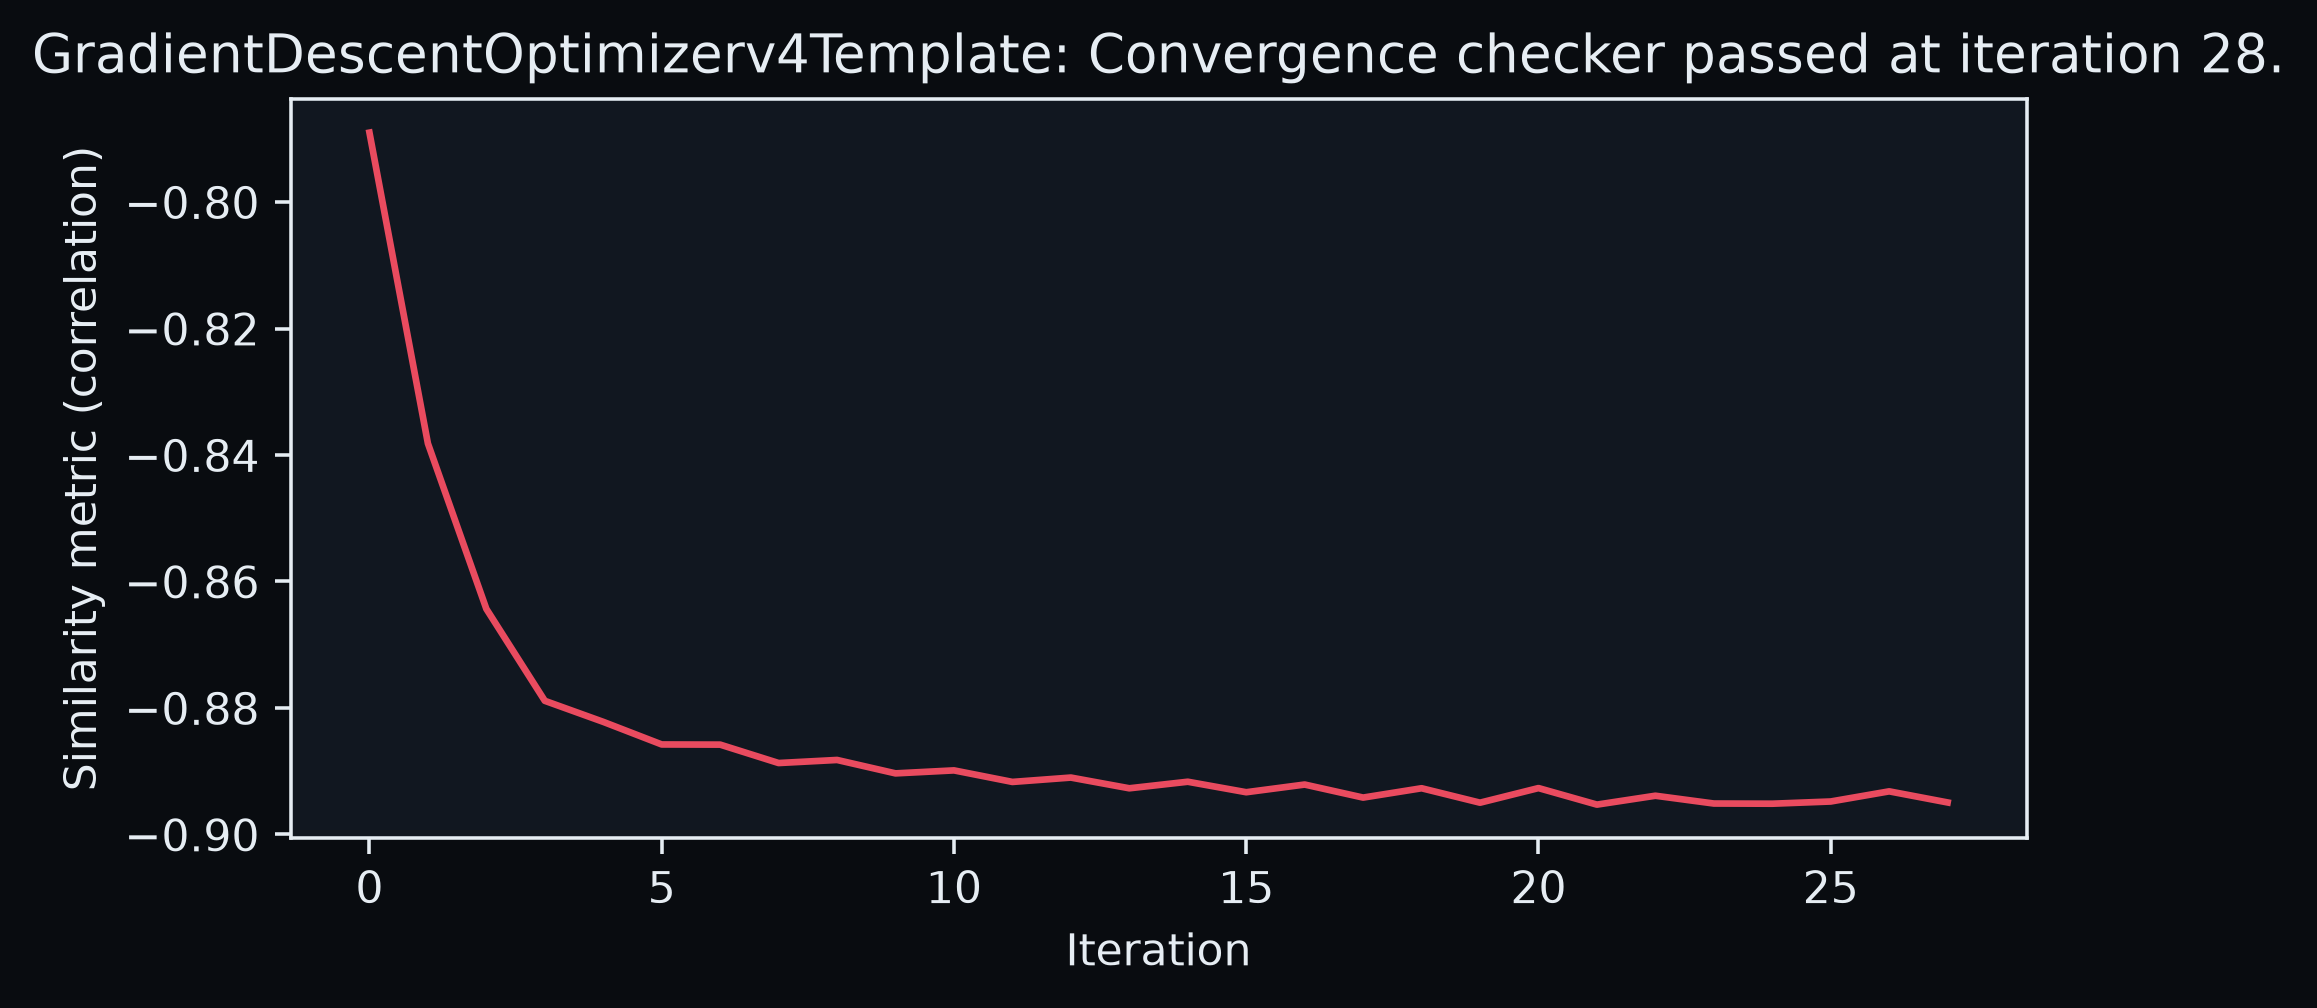 GradientDescentOptimizerv4Template: Convergence checker passed at iteration 28.
Similarity metric (correlation)
−0.80
−0.82
−0.84
−0.86
−0.88
−0.90
0 5 10 15 20 25
Iteration